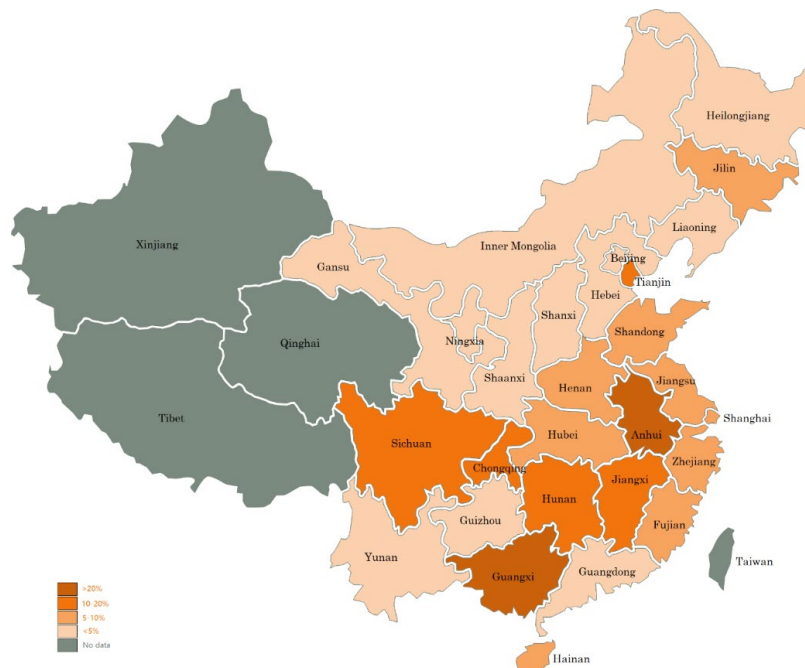 Heilongjiang
Jilin
Liaoning
Xinjiang
Inner Mongolia
Beijing
Gansu
Tianjin
Hebei
Shanxi
Shandong
Qinghai
Ningxia
Shaanxi
Henan
Jiangsu
Tibet
Shanghai
Anhui
Sichuan
Hubei
Zhejiang
Chongqing
Jiangxi
Hunan
Guizhou
Fujian
Yunan
Taiwan
Guangxi
Guangdong
>20%
10-20%
5-10%
<5%
No data
Hainan